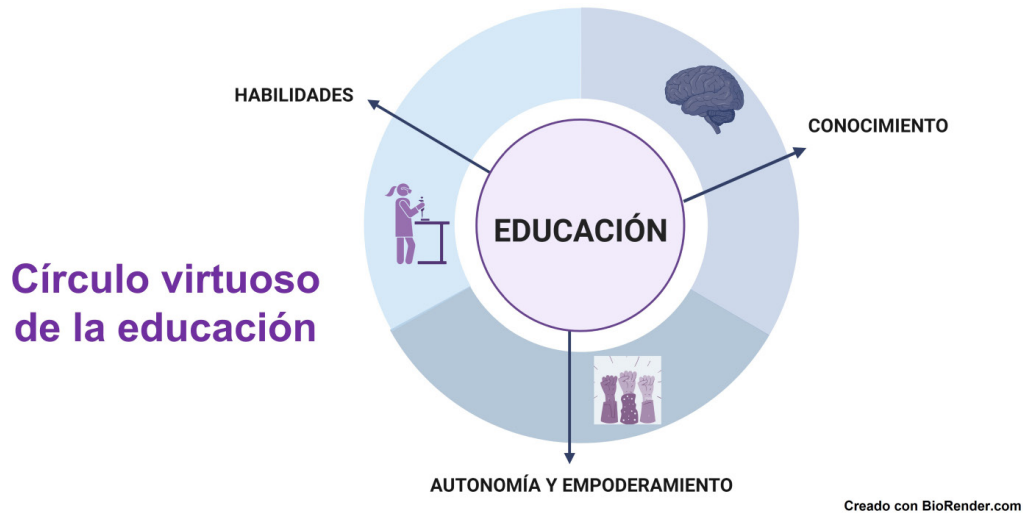 HABILIDADES
CONOCIMIENTO
EDUCACIÓN
Círculo virtuoso
de la educación
AUTONOMÍA Y EMPODERAMIENTO
Creado con BioRender.com